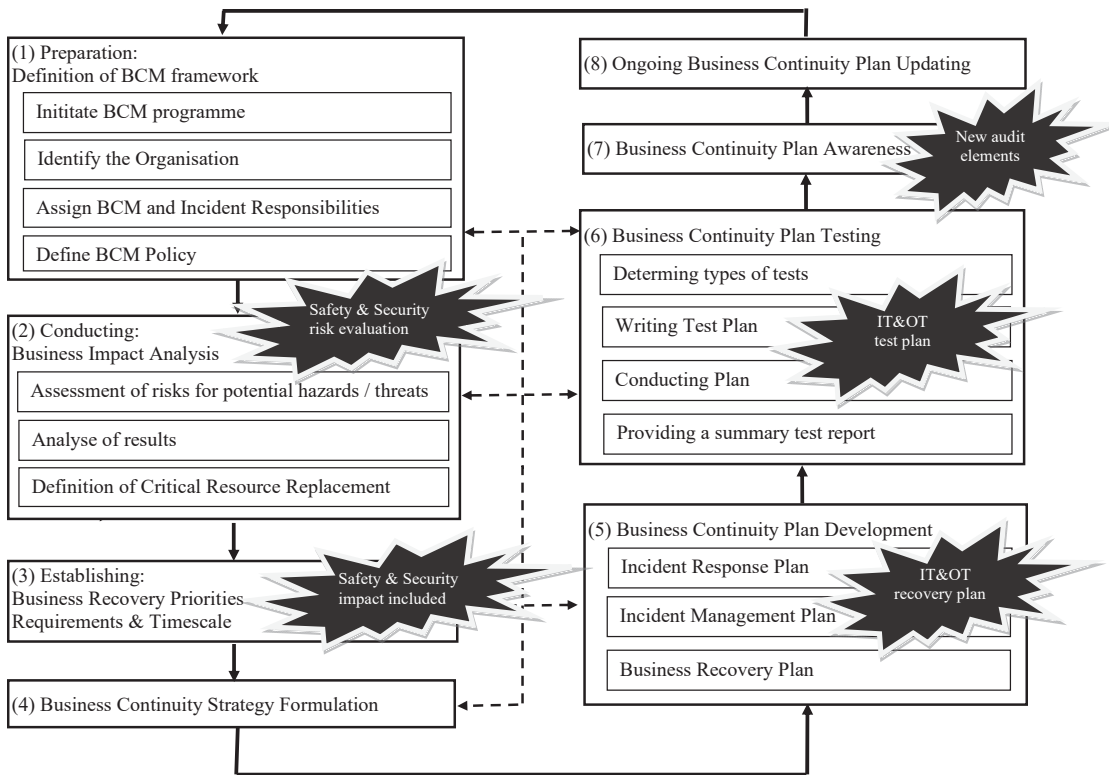 (1) Preparation:
Definition of BCM framework
Inititate BCM programme
Identify the Organisation
Assign BCM and Incident Responsibilities
Define BCM Policy
Safety & Security
risk evaluation
(2) Conducting:
Business Impact Analysis
Assessment of risks for potential hazards / threats
Analyse of results
Definition of Critical Resource Replacement
(3) Establishing:
Business Recovery Priorities
Requirements & Timescale
Safety & Security
impact included
(4) Business Continuity Strategy Formulation
(8) Ongoing Business Continuity Plan Updating
(7) Business Continuity Plan Awareness
New audit
elements
(6) Business Continuity Plan Testing
Determing types of tests
Writing Test Plan
Conducting Plan
Providing a summary test report
IT&OT
test plan
(5) Business Continuity Plan Development
Incident Response Plan
Incident Management Plan
Business Recovery Plan
IT&OT
recovery plan